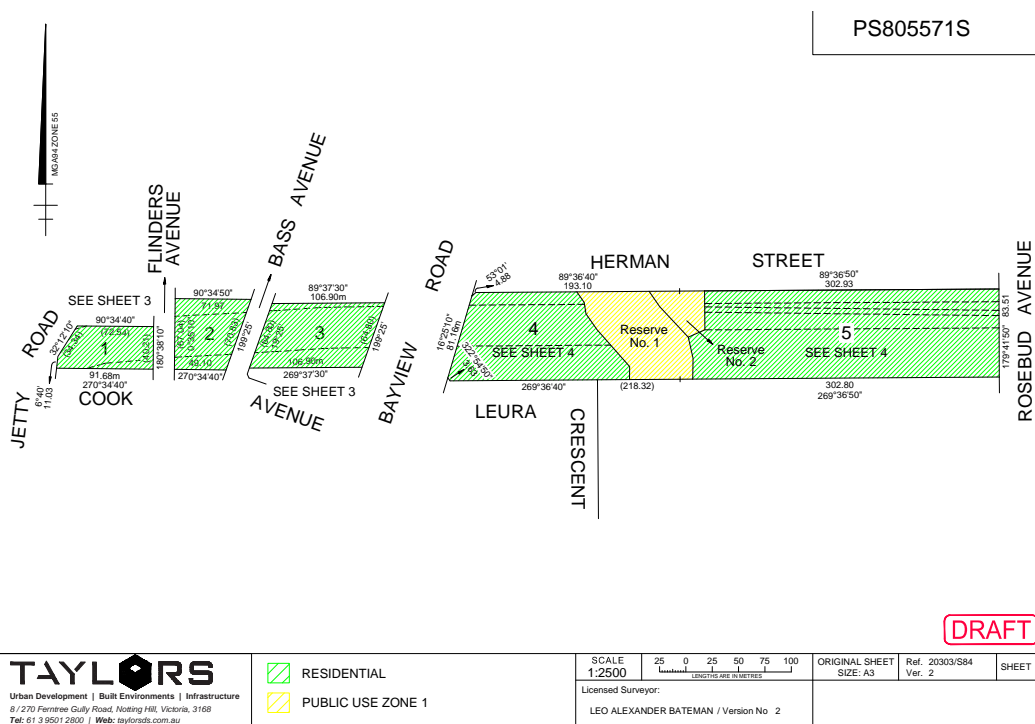 PS805571S
MGA94 ZONE 55
FLINDERS
AVENUE
BASS AVENUE
SEE SHEET 3
JETTY ROAD
90°34'40"
(72.54)
32°12'10"
(34.34)
1
(40.21)
180°38'10"
91.68m
270°34'40"
6°40'
11.03
COOK
90°34'50"
71.97
(67.04)
2
(70.83)
199°25'
49.10
270°34'40"
89°37'30"
106.90m
(64.80)
19°25'
3
(64.80)
199°25'
106.90m
269°37'30"
SEE SHEET 3
AVENUE
BAYVIEW ROAD
53°01'
4.88
HERMAN STREET
89°36'40"
193.10
89°36'50"
302.93
16°25'10"
81.19m
322°54'50"
3.63
4
SEE SHEET 4
Reserve
No. 1
Reserve
No. 2
5
SEE SHEET 4
83.51
179°41'50"
ROSEBUD AVENUE
269°36'40"
(218.32)
302.80
269°36'50"
LEURA
CRESCENT
DRAFT
TAYLORS
Urban Development | Built Environments | Infrastructure
8 / 270 Ferntree Gully Road, Notting Hill, Victoria, 3168
Tel: 61 3 9501 2800 | Web: taylorsds.com.au
RESIDENTIAL
PUBLIC USE ZONE 1
SCALE
1:2500
25 0 25 50 75 100
LENGTHS ARE IN METRES
ORIGINAL SHEET
SIZE: A3
Ref. 20303/S84
Ver. 2
SHEET
Licensed Surveyor:
LEO ALEXANDER BATEMAN / Version No 2